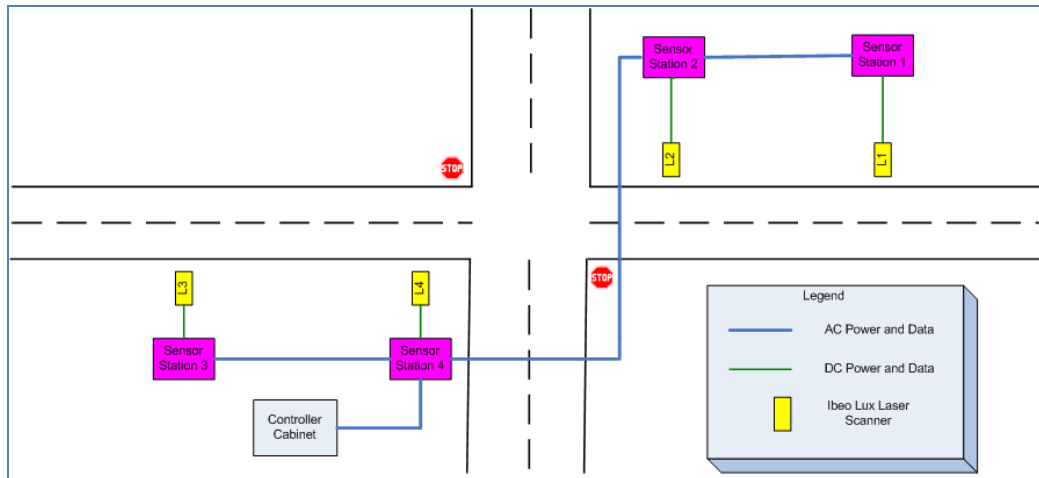 Sensor
Station 2
Sensor
Station 1
L2
L1
STOP
STOP
L3
L4
Sensor
Station 3
Sensor
Station 4
Controller
Cabinet
Legend
AC Power and Data
DC Power and Data
Ibeo Lux Laser
Scanner